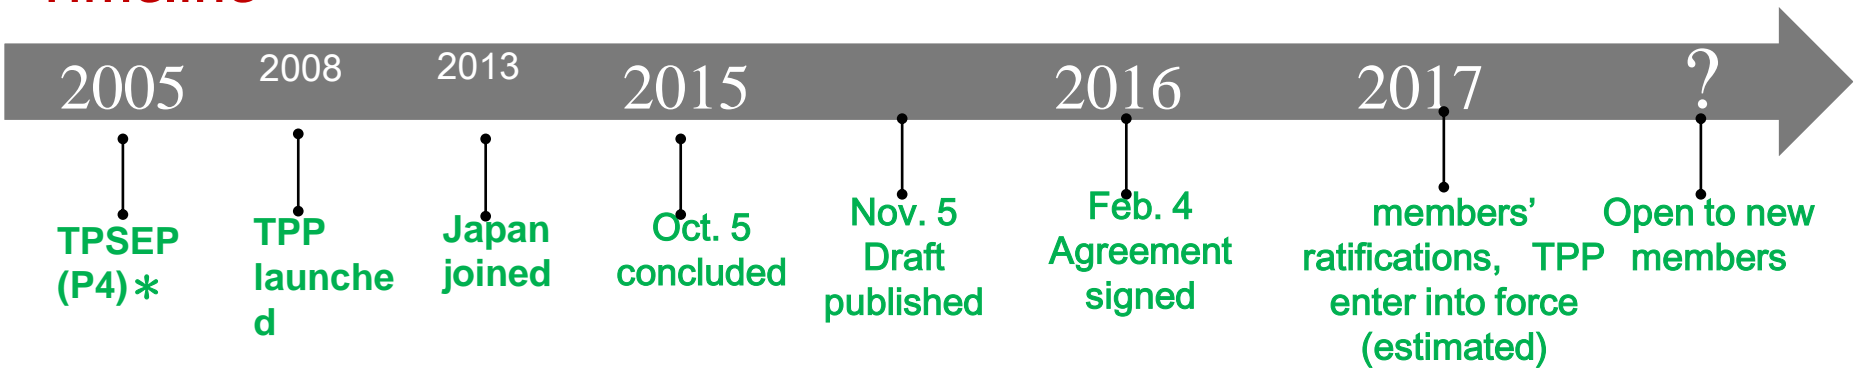 Timeline
2005 2008 2013 2015 2016 2017 ?
TPSEP
(P4)＊
TPP
launche
d
Japan
joined
Oct. 5
concluded
Nov. 5
Draft
published
Feb. 4
Agreement
signed
members’
ratifications, TPP
enter into force
(estimated)
Open to new
members